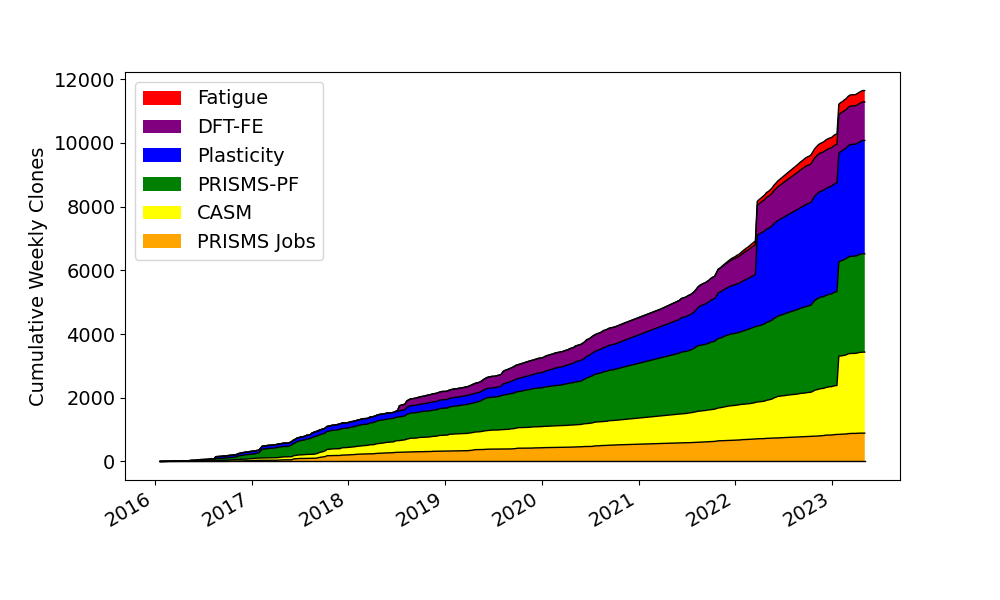 12000
10000
8000
6000
4000
2000
0
Cumulative Weekly Clones
Fatigue
DFT-FE
Plasticity
PRISMS-PF
CASM
PRISMS Jobs
2016
2017
2018
2019
2020
2021
2022
2023